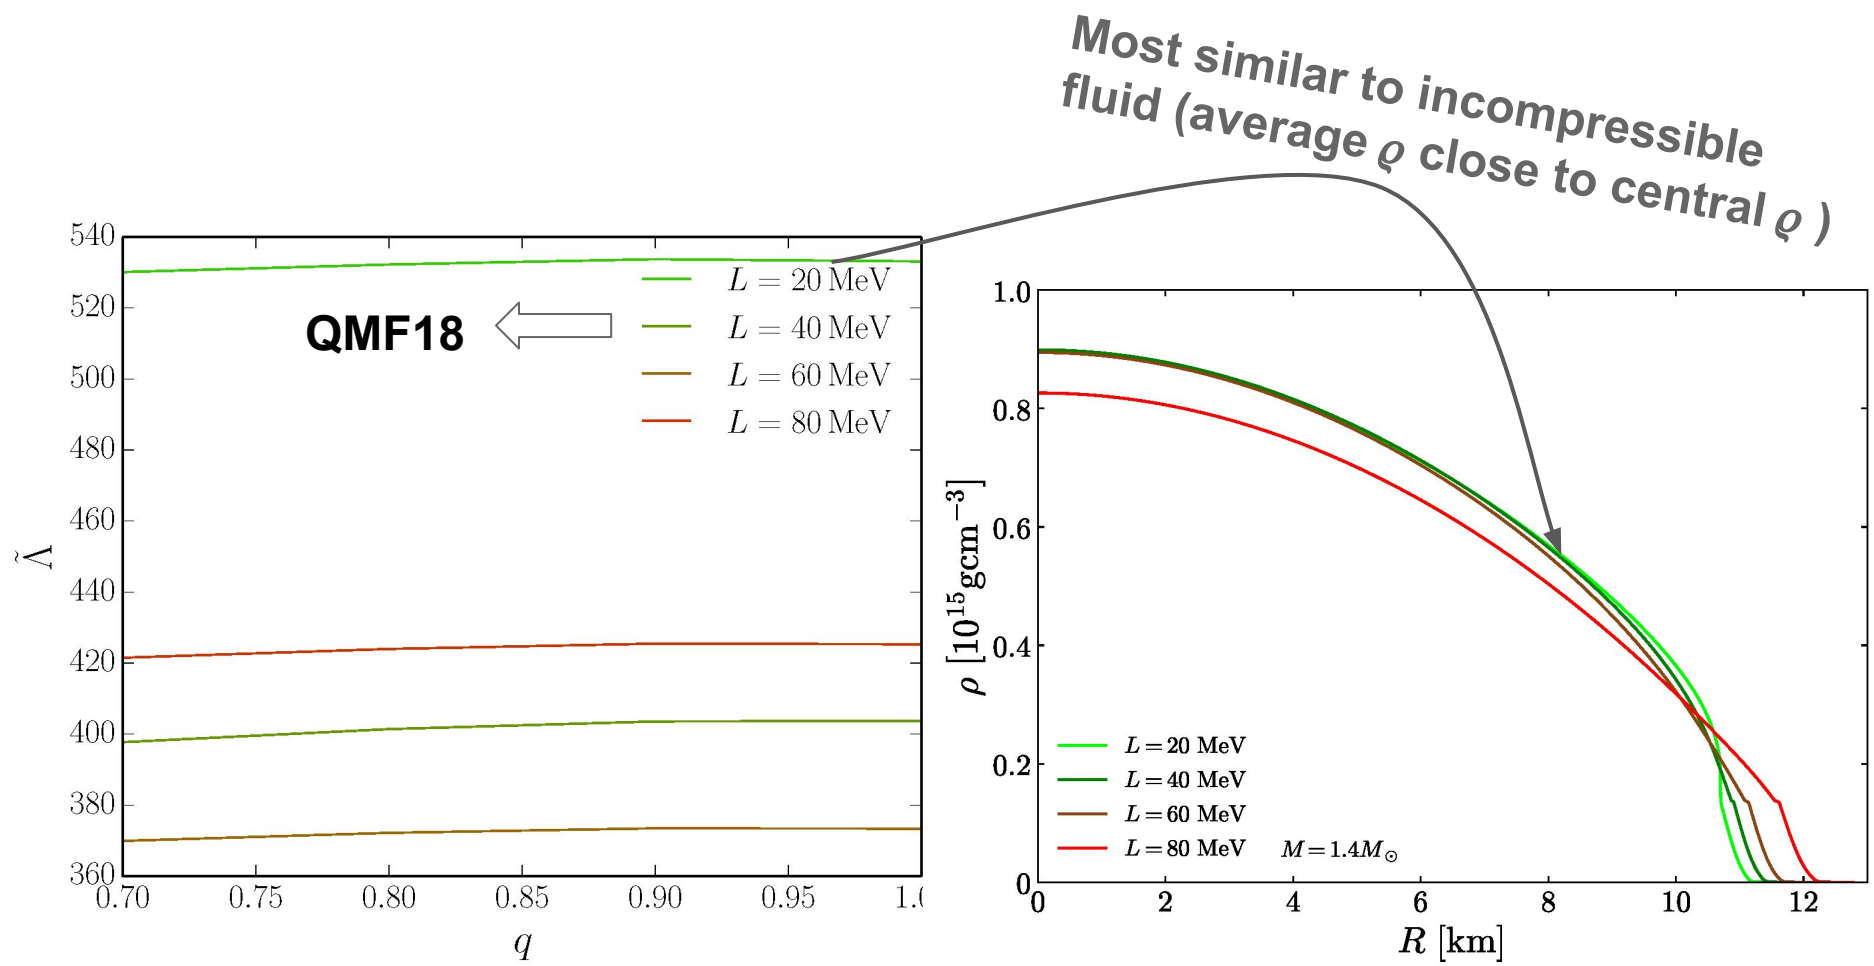 Most similar to incompressible
fluid (average ϱ close to central ϱ )
540
520
500
480
460
440
420
400
380
360
Λ̃
0.70
0.75
0.80
0.85
0.90
0.95
1.0
q
L = 20 MeV
L = 40 MeV
L = 60 MeV
L = 80 MeV
QMF18
1.0
0.8
0.6
0.4
0.2
0
ρ [10¹⁵gcm⁻³]
0
2
4
6
8
10
12
R [km]
L = 20 MeV
L = 40 MeV
L = 60 MeV
L = 80 MeV M = 1.4M☉